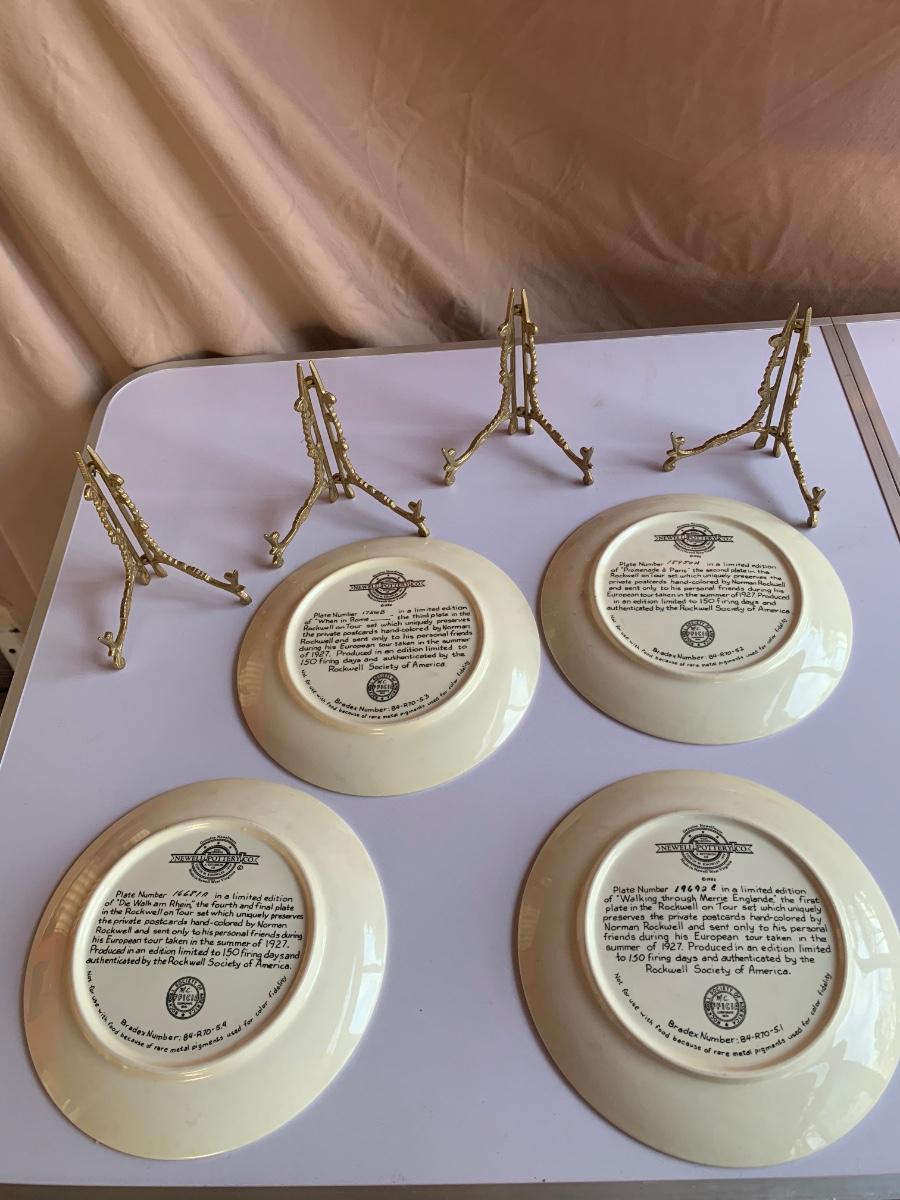 NEWELL POTTERY CO.
Plate Number in a limited edition
of "Promenade à Paris" the second plate in the
Rockwell on Tour set which uniquely preserves the
private postcards hand-colored by Norman Rockwell
and sent only to his personal friends during his
European tour taken in the summer of 1927. Produced
in an edition limited to 150 firing days and
authenticated by the Rockwell Society of America
Bradex Number: 84-R70-5.2
Not for use with food because of rare metal pigments used for color fidelity
NEWELL POTTERY CO.
Plate Number in a limited edition
of "When in Rome the third plate in the
Rockwell on Tour set which uniquely preserves
the private postcards hand-colored by Norman
Rockwell and sent only to his personal friends
during his European tour taken in the summer
of 1927. Produced in an edition limited to
150 firing days and authenticated by the
Rockwell Society of America.
Bradex Number: 84-R70-5.3
Not for use with food because of rare metal pigments used for color fidelity
NEWELL POTTERY CO.
Plate Number 16681A in a limited edition
of "Die Walk am Rhein," the fourth and final plate
in the Rockwell on Tour set which uniquely preserves
the private postcards hand-colored by Norman
Rockwell and sent only to his personal friends during
his European tour taken in the summer of 1927.
Produced in an edition limited to 150 firing days and
authenticated by the Rockwell Society of America.
Bradex Number: 84-R70-5.4
Not for use with food because of rare metal pigments used for color fidelity
NEWELL POTTERY CO.
Plate Number 19692C in a limited edition
of "Walking through Merrie Englande," the first
plate in the Rockwell on Tour set which uniquely
preserves the private postcards hand-colored by
Norman Rockwell and sent only to his personal
friends during his European tour taken in the
summer of 1927. Produced in an edition limited
to 150 firing days and authenticated by the
Rockwell Society of America.
Bradex Number: 84-R70-5.1
Not for use with food because of rare metal pigments used for color fidelity